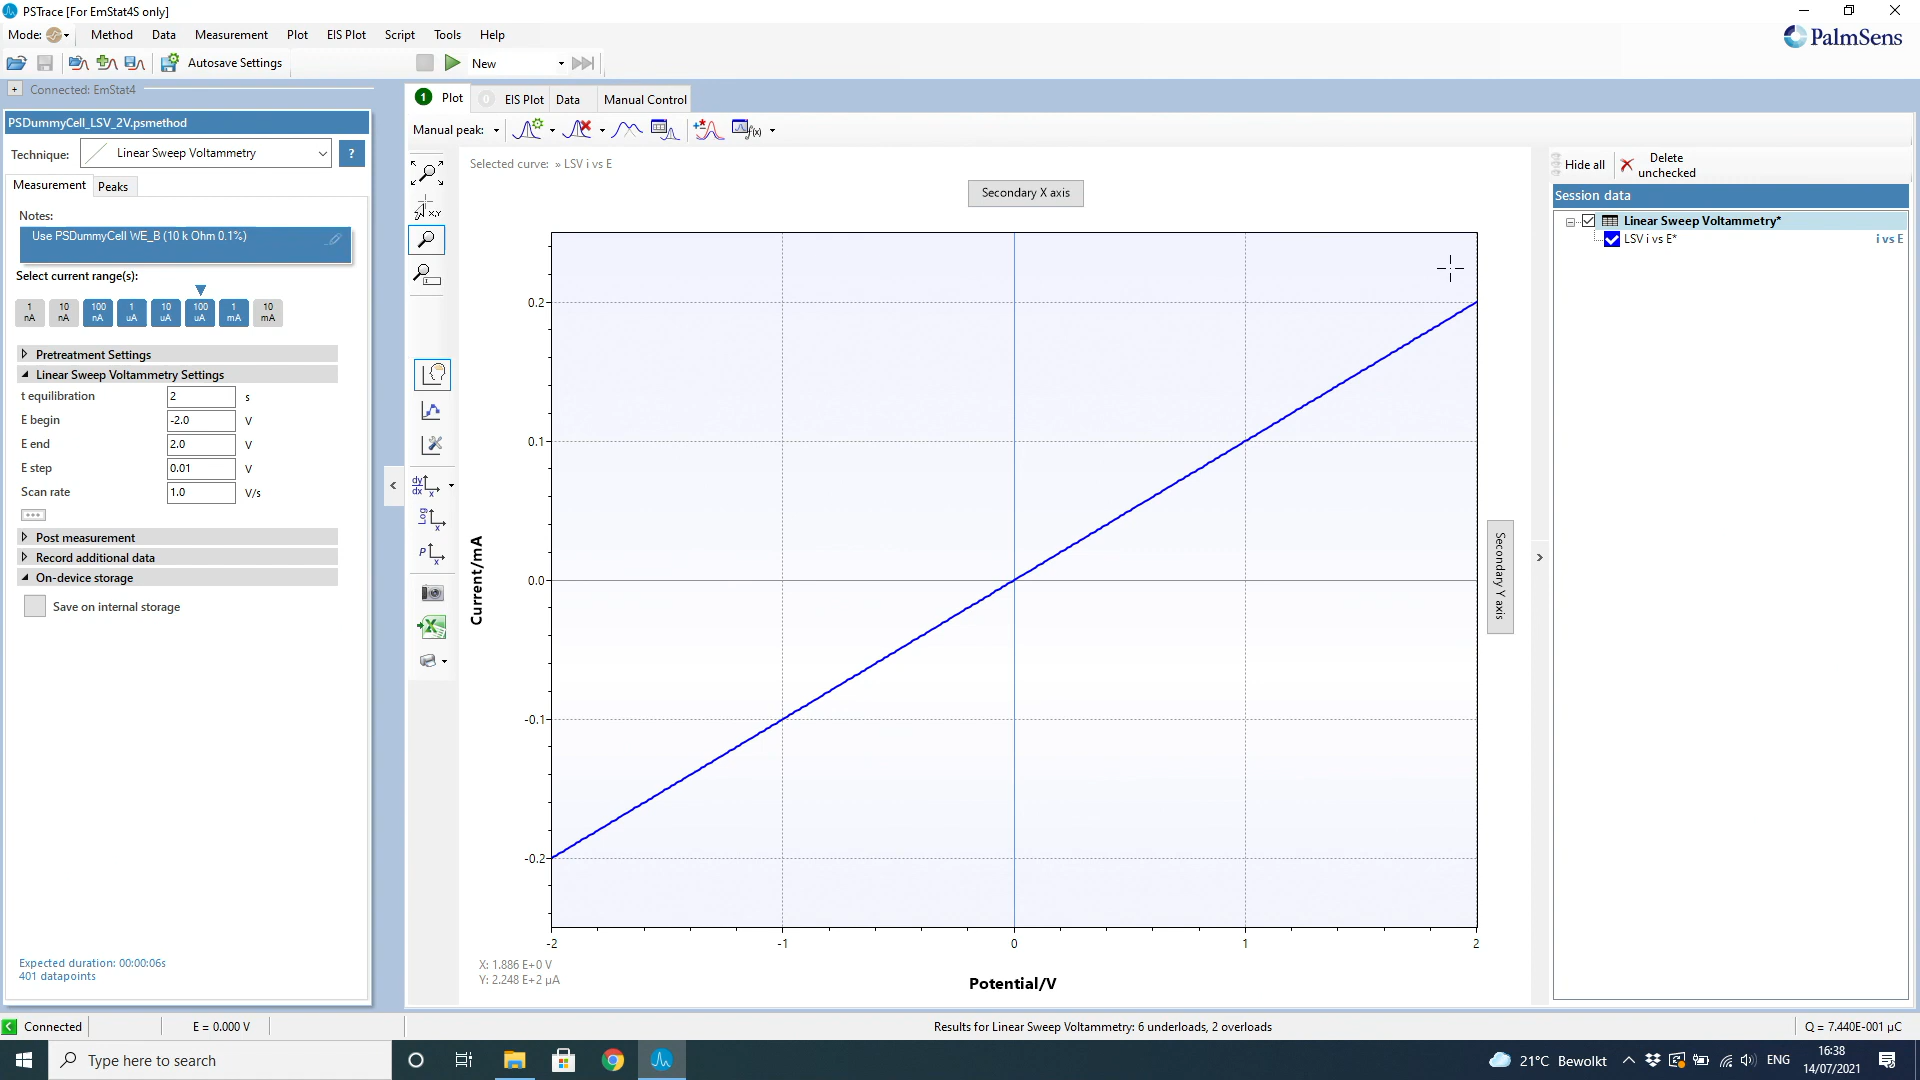 PSTrace [For EmStat4S only]
Mode:
Method
Data
Measurement
Plot
EIS Plot
Script
Tools
Help
PalmSens
Autosave Settings
New
+
Connected: EmStat4
PSDummyCell_LSV_2V.psmethod
Technique:
Linear Sweep Voltammetry
?
Measurement
Peaks
Notes:
Use PSDummyCell WE_B (10 k Ohm 0.1%)
Select current range(s):
1 nA
10 nA
100 nA
1 uA
10 uA
100 uA
1 mA
10 mA
Pretreatment Settings
Linear Sweep Voltammetry Settings
t equilibration 2 s
E begin -2.0 V
E end 2.0 V
E step 0.01 V
Scan rate 1.0 V/s
Post measurement
Record additional data
On-device storage
Save on internal storage
Expected duration: 00:00:06s
401 datapoints
1 Plot
0 EIS Plot
Data
Manual Control
Manual peak:
f(x)
Selected curve: » LSV i vs E
Secondary X axis
x,y
dy/dx x
Log x
P x
0.2
0.1
0.0
-0.1
-0.2
Current/mA
-2
-1
0
1
2
Potential/V
X: 1.886 E+0 V
Y: 2.248 E+2 µA
Secondary Y axis
Hide all
Delete unchecked
Session data
Linear Sweep Voltammetry*
LSV i vs E*
i vs E
Connected
E = 0.000 V
Results for Linear Sweep Voltammetry: 6 underloads, 2 overloads
Q = 7.440E-001 µC
Type here to search
21°C Bewolkt
ENG
16:38
14/07/2021